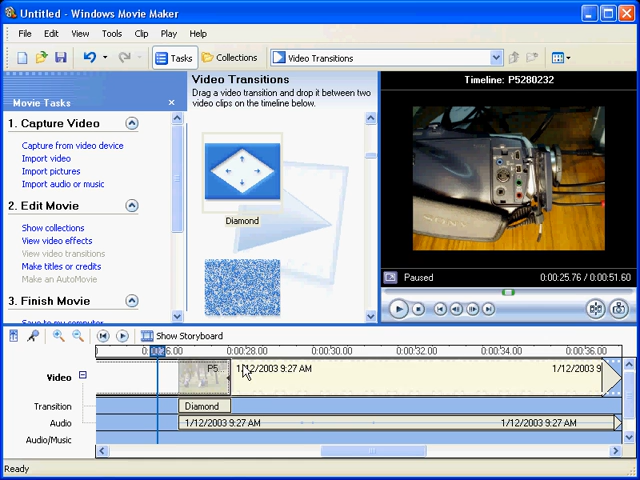 Untitled - Windows Movie Maker
File Edit View Tools Clip Play Help
Tasks Collections Video Transitions
Movie Tasks
1. Capture Video
Capture from video device
Import video
Import pictures
Import audio or music
2. Edit Movie
Show collections
View video effects
View video transitions
Make titles or credits
Make an AutoMovie
3. Finish Movie
Save to my computer
Video Transitions
Drag a video transition and drop it between two
video clips on the timeline below.
Diamond
Timeline: P5280232
SONY
Paused 0:00:25.76 / 0:00:51.60
Show Storyboard
0:00:28.00 0:00:30.00 0:00:32.00 0:00:34.00 0:00:36.00
Video P5 1/12/2003 9:27 AM 1/12/2003 9
Transition Diamond
Audio 1/12/2003 9:27 AM 1/12/2003 9:27 AM
Audio/Music
Ready